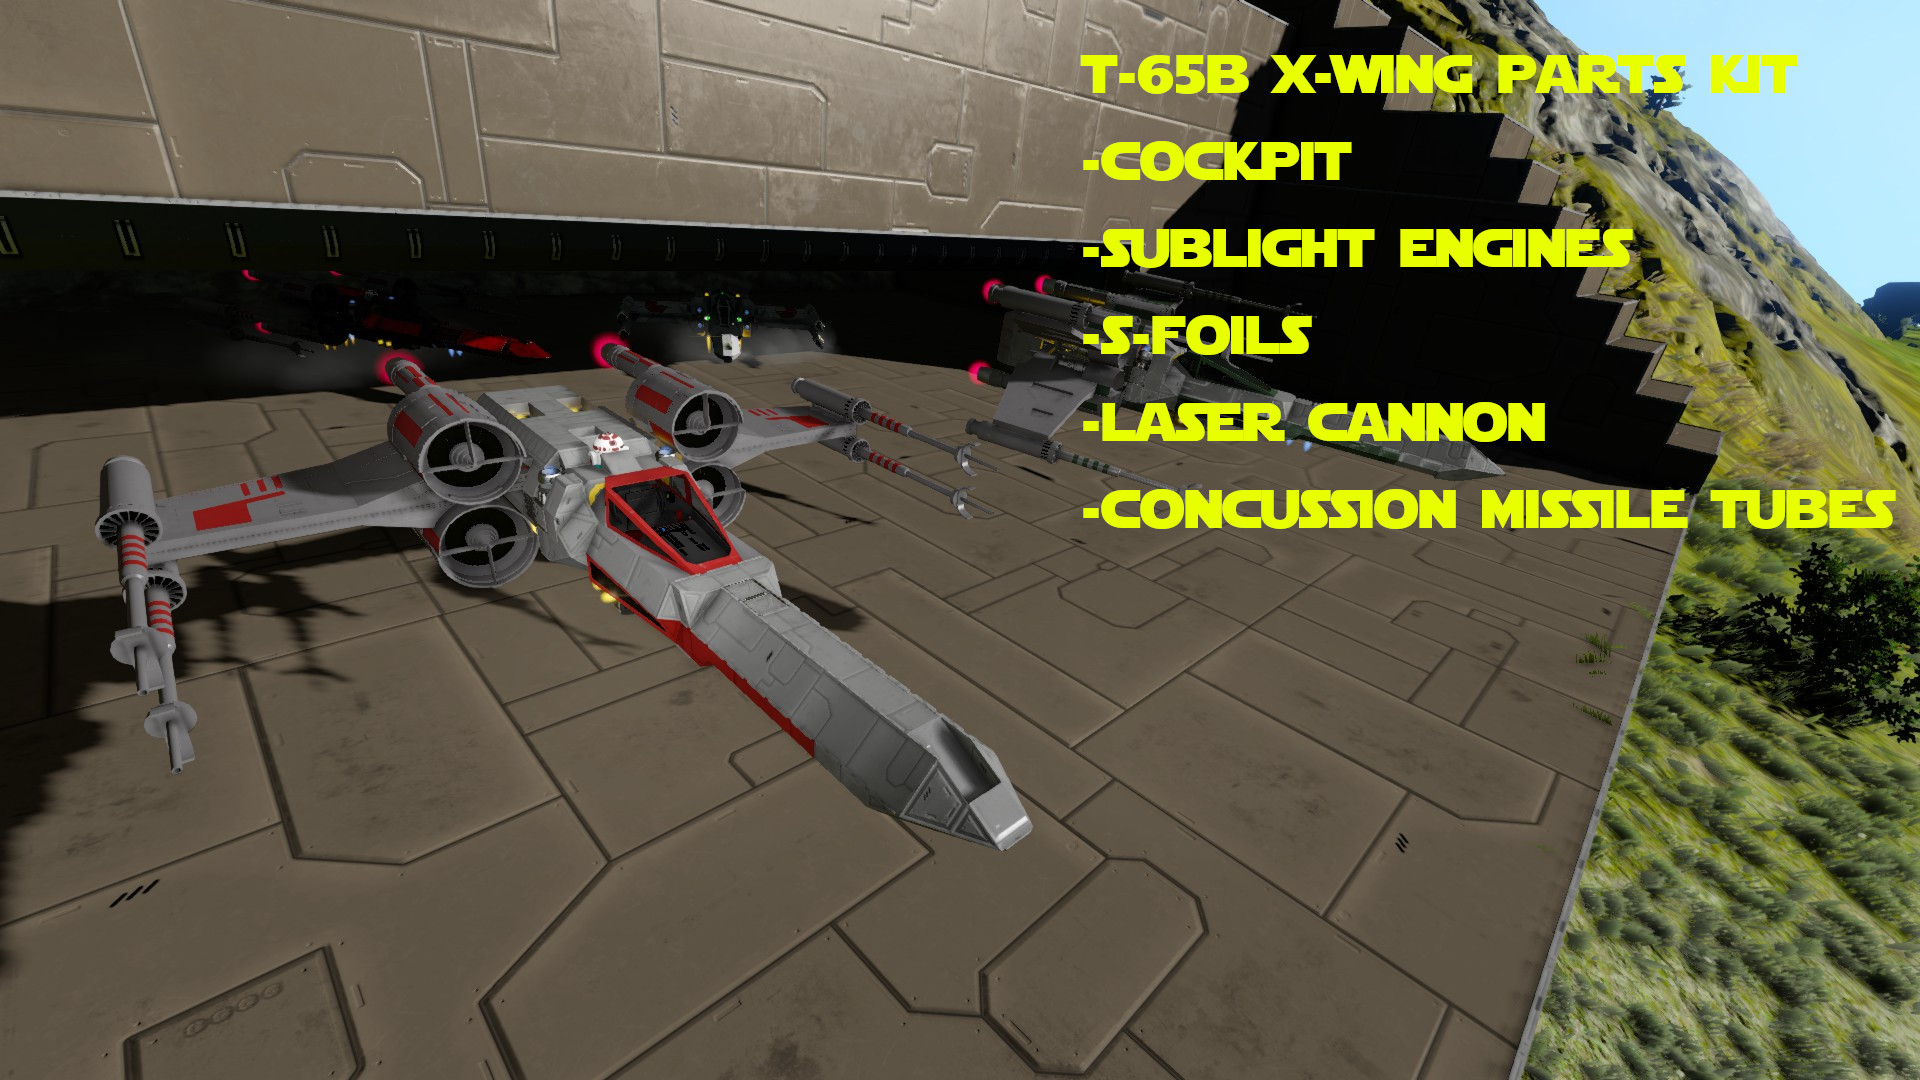 T-65B X-WING PARTS KIT
-COCKPIT
-SUBLIGHT ENGINES
-S-FOILS
-LASER CANNON
-CONCUSSION MISSILE TUBES